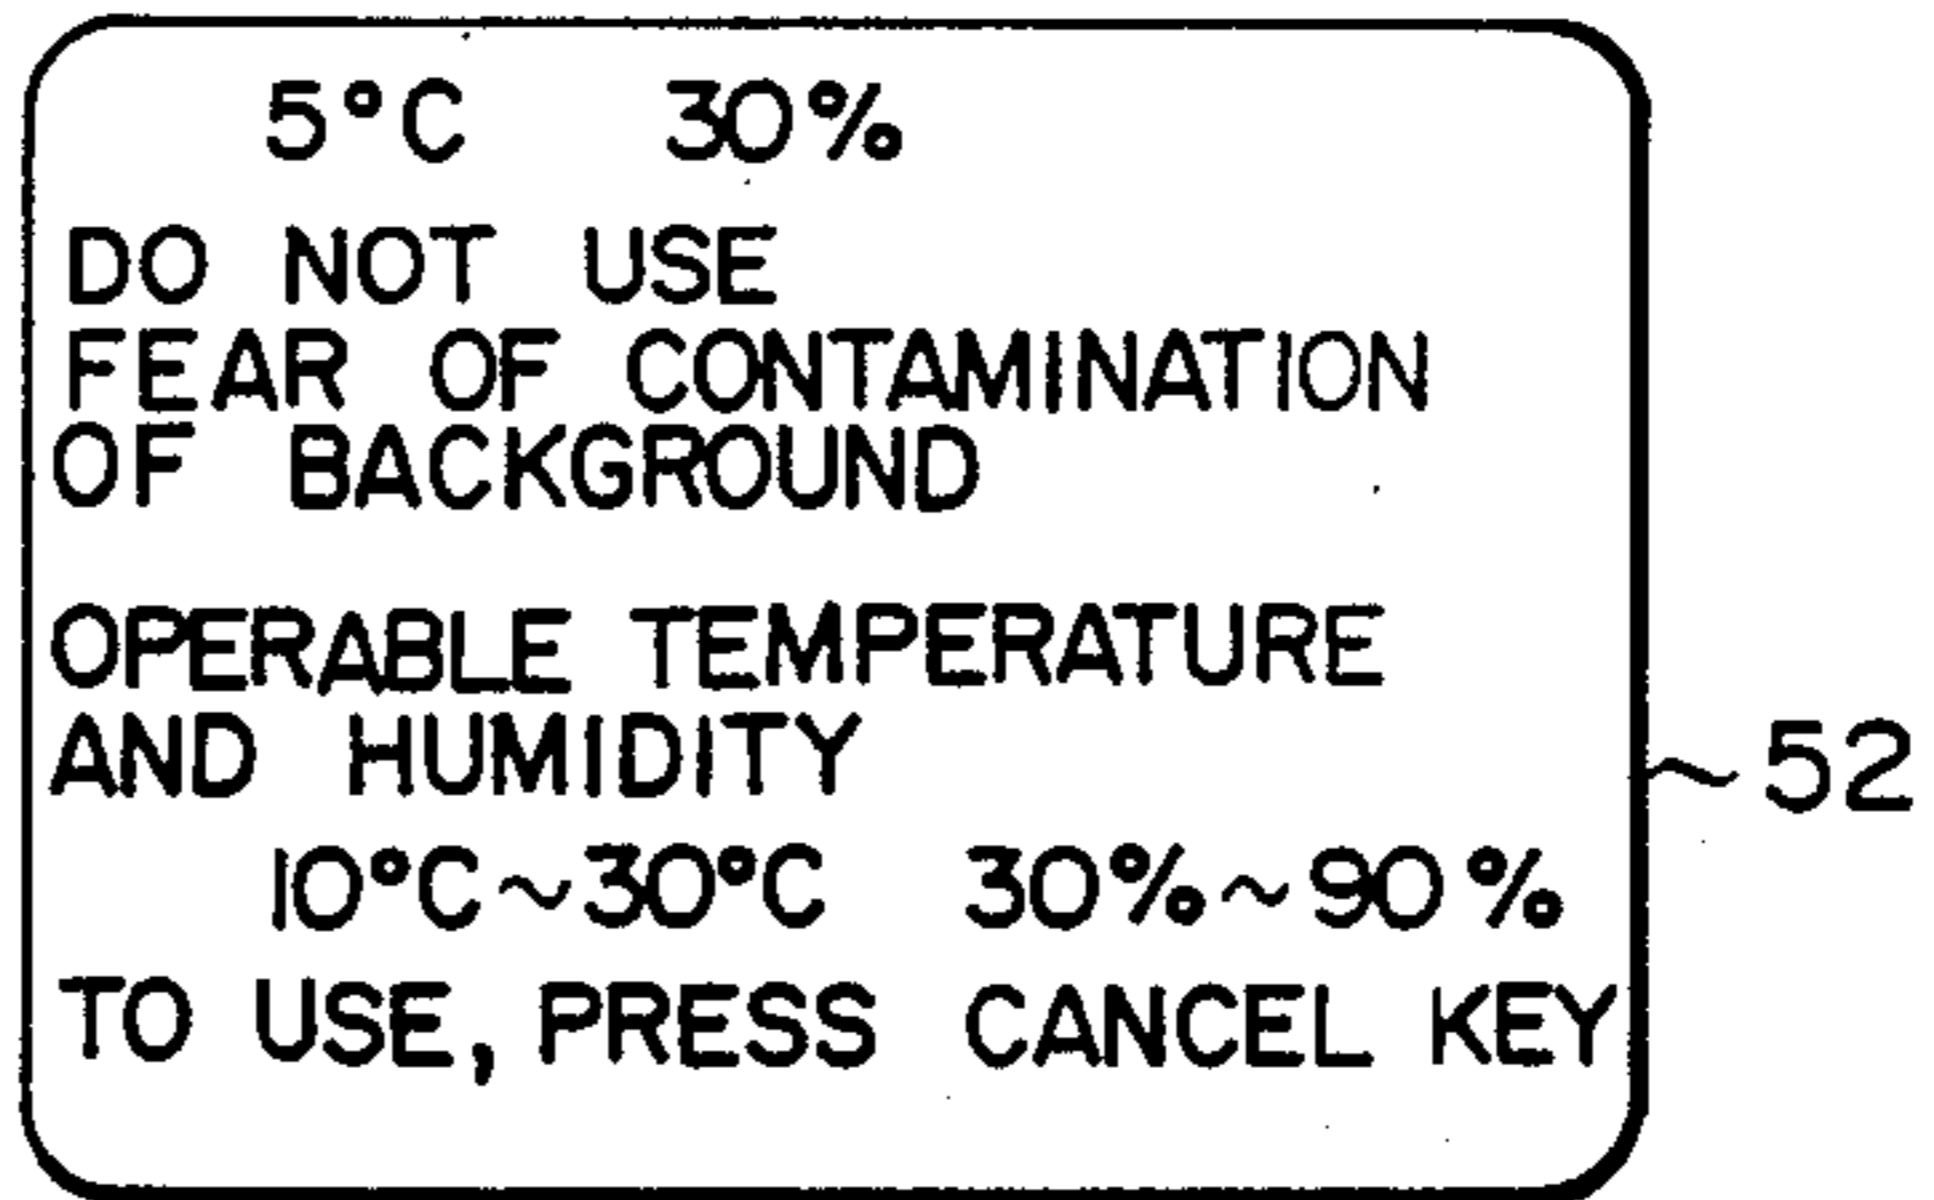 5°C 30%
DO NOT USE
FEAR OF CONTAMINATION
OF BACKGROUND
OPERABLE TEMPERATURE
AND HUMIDITY
~52
10°C~30°C 30%~90%
TO USE, PRESS CANCEL KEY